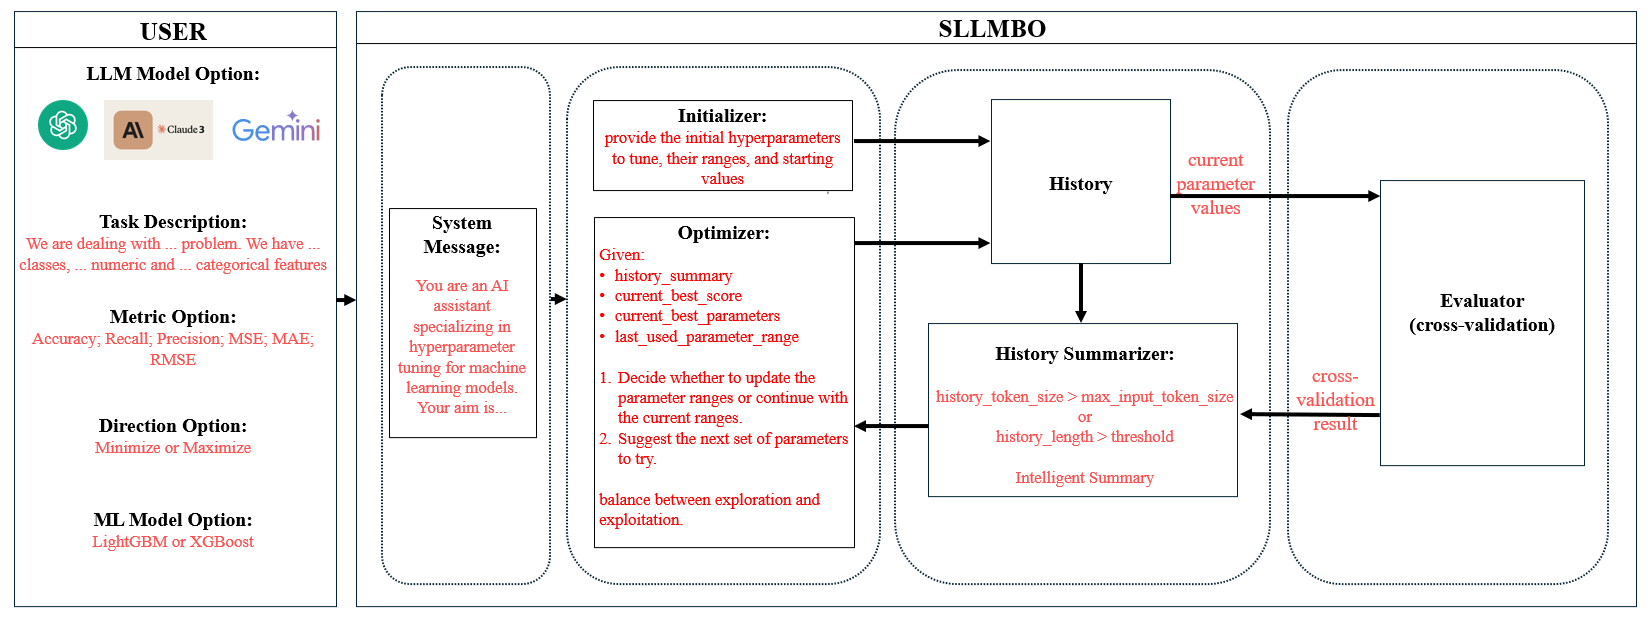 USER
LLM Model Option:
AI
Claude 3
Gemini
Task Description:
We are dealing with ... problem. We have ...
classes, ... numeric and ... categorical features
Metric Option:
Accuracy; Recall; Precision; MSE; MAE;
RMSE
Direction Option:
Minimize or Maximize
ML Model Option:
LightGBM or XGBoost
SLLMBO
System
Message:
You are an AI
assistant
specializing in
hyperparameter
tuning for machine
learning models.
Your aim is...
Initializer:
provide the initial hyperparameters
to tune, their ranges, and starting
values
Optimizer:
Given:
• history_summary
• current_best_score
• current_best_parameters
• last_used_parameter_range
1. Decide whether to update the
parameter ranges or continue with
the current ranges.
2. Suggest the next set of parameters
to try.
balance between exploration and
exploitation.
History
History Summarizer:
history_token_size > max_input_token_size
or
history_length > threshold
Intelligent Summary
current
parameter
values
cross-
validation
result
Evaluator
(cross-validation)